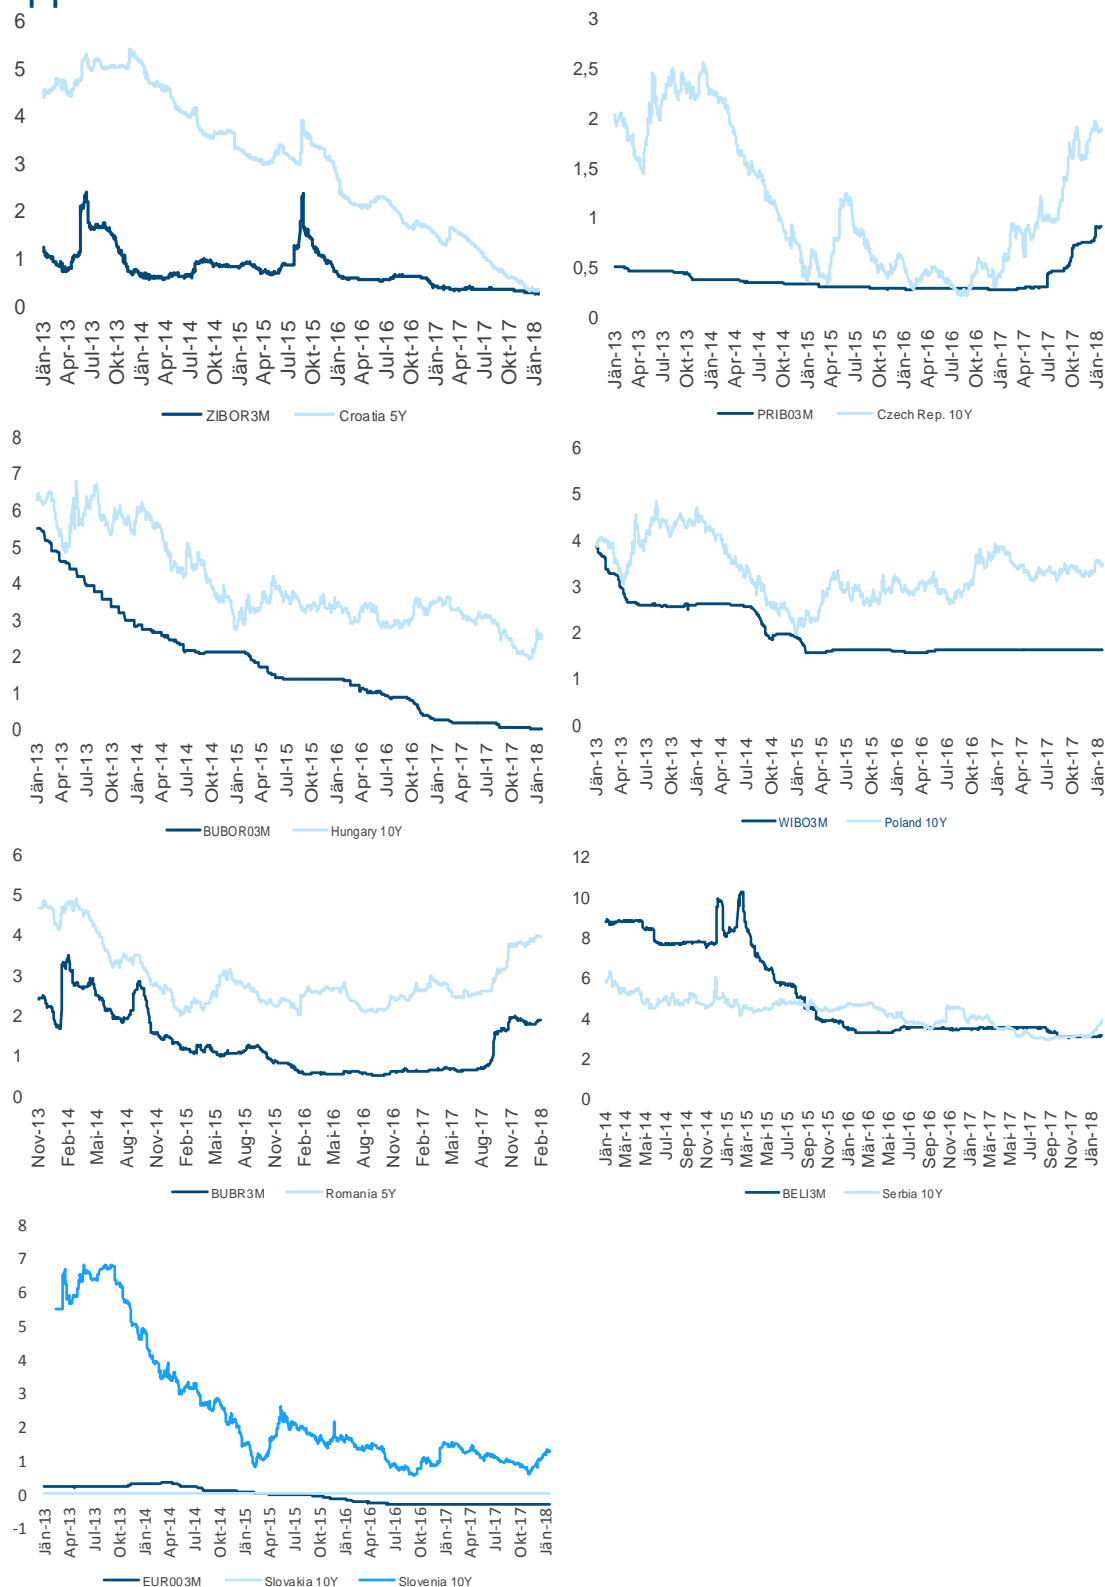 6
5
4
3
2
1
0
Jän-13
Apr-13
Jul-13
Okt-13
Jän-14
Apr-14
Jul-14
Okt-14
Jän-15
Apr-15
Jul-15
Okt-15
Jän-16
Apr-16
Jul-16
Okt-16
Jän-17
Apr-17
Jul-17
Okt-17
Jän-18
ZIBOR3M
Croatia 5Y
3
2,5
2
1,5
1
0,5
0
Jän-13
Apr-13
Jul-13
Okt-13
Jän-14
Apr-14
Jul-14
Okt-14
Jän-15
Apr-15
Jul-15
Okt-15
Jän-16
Apr-16
Jul-16
Okt-16
Jän-17
Apr-17
Jul-17
Okt-17
Jän-18
PRIB03M
Czech Rep. 10Y
8
7
6
5
4
3
2
1
0
Jän-13
Apr-13
Jul-13
Okt-13
Jän-14
Apr-14
Jul-14
Okt-14
Jän-15
Apr-15
Jul-15
Okt-15
Jän-16
Apr-16
Jul-16
Okt-16
Jän-17
Apr-17
Jul-17
Okt-17
Jän-18
BUBOR03M
Hungary 10Y
6
5
4
3
2
1
0
Jän-13
Apr-13
Jul-13
Okt-13
Jän-14
Apr-14
Jul-14
Okt-14
Jän-15
Apr-15
Jul-15
Okt-15
Jän-16
Apr-16
Jul-16
Okt-16
Jän-17
Apr-17
Jul-17
Okt-17
Jän-18
WIBO3M
Poland 10Y
6
5
4
3
2
1
0
Nov-13
Feb-14
Mai-14
Aug-14
Nov-14
Feb-15
Mai-15
Aug-15
Nov-15
Feb-16
Mai-16
Aug-16
Nov-16
Feb-17
Mai-17
Aug-17
Nov-17
Feb-18
BUBR3M
Romania 5Y
12
10
8
6
4
2
0
Jän-14
Mär-14
Mai-14
Jul-14
Sep-14
Nov-14
Jän-15
Mär-15
Mai-15
Jul-15
Sep-15
Nov-15
Jän-16
Mär-16
Mai-16
Jul-16
Sep-16
Nov-16
Jän-17
Mär-17
Mai-17
Jul-17
Sep-17
Nov-17
Jän-18
BELI3M
Serbia 10Y
8
7
6
5
4
3
2
1
0
-1
Jän-13
Apr-13
Jul-13
Okt-13
Jän-14
Apr-14
Jul-14
Okt-14
Jän-15
Apr-15
Jul-15
Okt-15
Jän-16
Apr-16
Jul-16
Okt-16
Jän-17
Apr-17
Jul-17
Okt-17
Jän-18
EUR003M
Slovakia 10Y
Slovenia 10Y